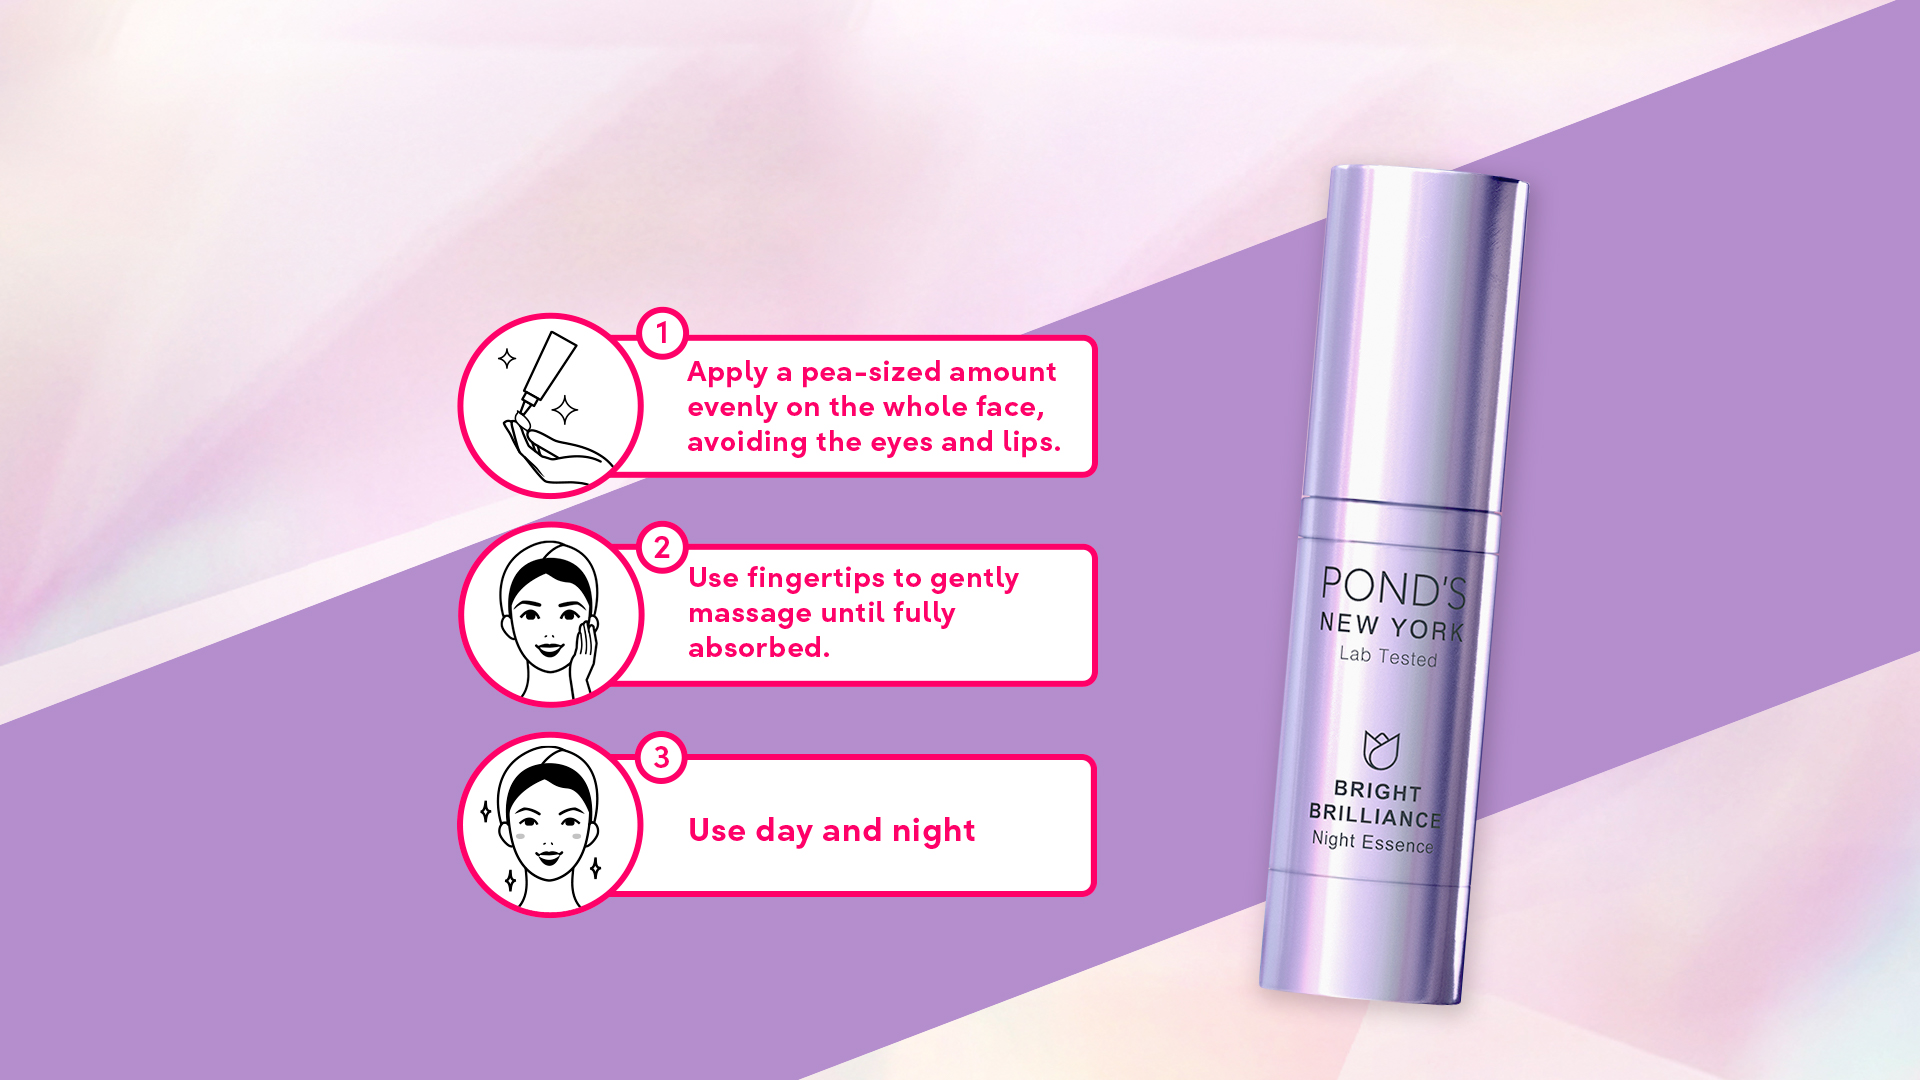 1
Apply a pea-sized amount
evenly on the whole face,
avoiding the eyes and lips.
2
Use fingertips to gently
massage until fully
absorbed.
3
Use day and night
POND'S
NEW YORK
Lab Tested
BRIGHT
BRILLIANCE
Night Essence